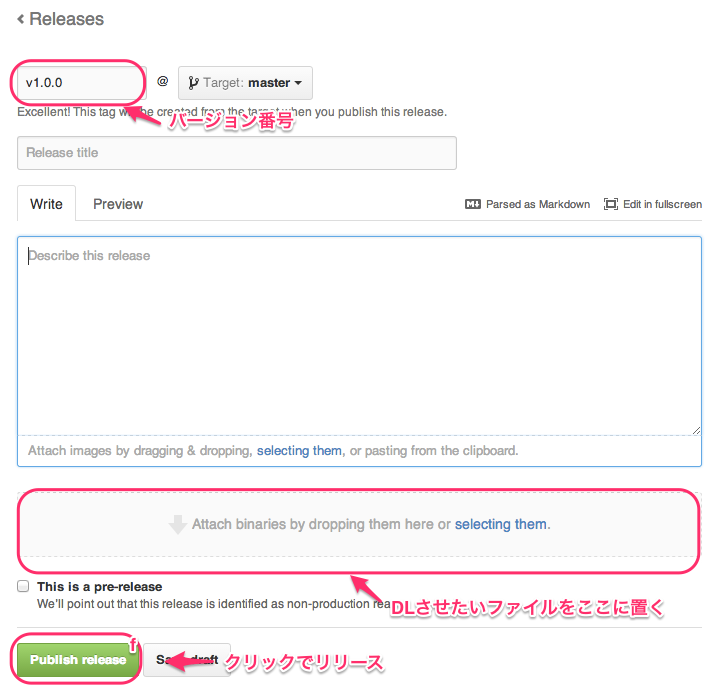 Releases
v1.0.0 @ Target: master
Excellent! This tag will be created from the target when you publish this release.
バージョン番号
Release title
Write Preview Parsed as Markdown Edit in fullscreen
Describe this release
Attach images by dragging & dropping, selecting them, or pasting from the clipboard.
Attach binaries by dropping them here or selecting them.
This is a pre-release
We'll point out that this release is identified as non-production rea
DLさせたいファイルをここに置く
Publish release f Save draft クリックでリリース